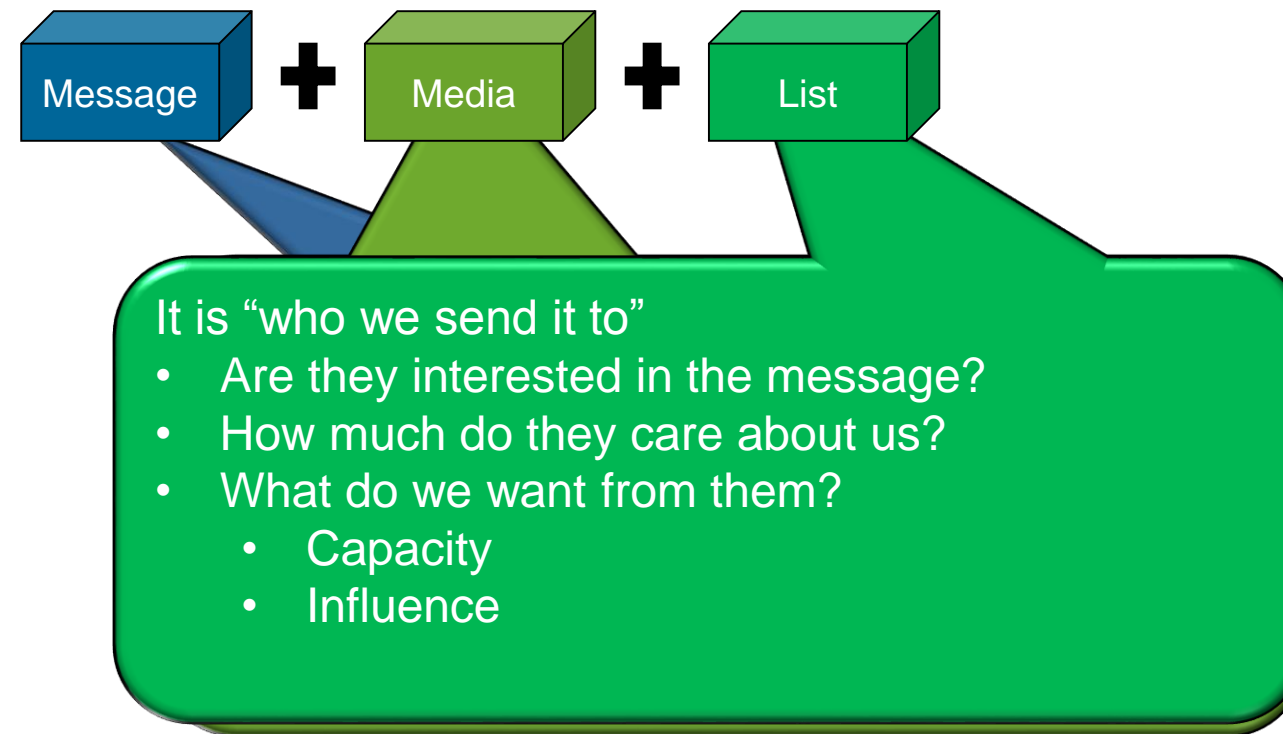 Message + Media + List
It is “who we send it to”
• Are they interested in the message?
• How much do they care about us?
• What do we want from them?
• Capacity
• Influence